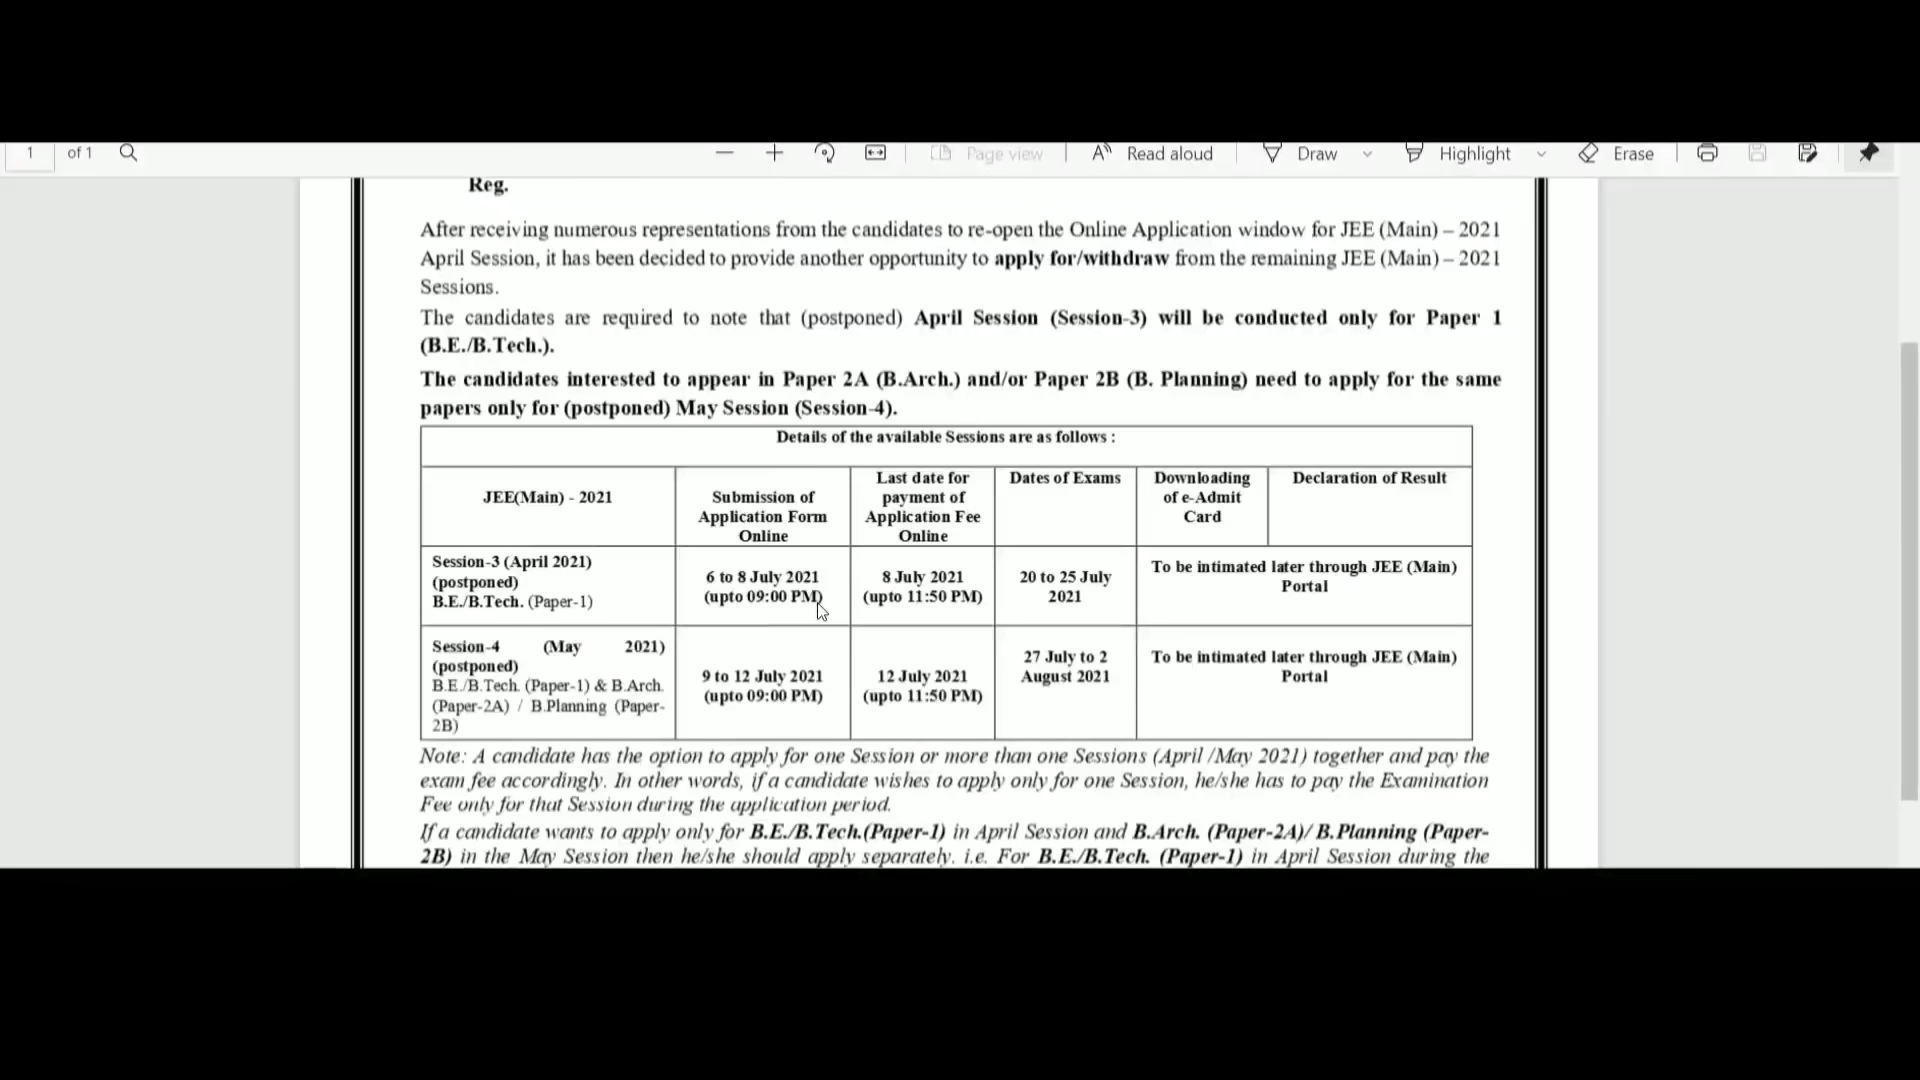 1 of 1 Page view Read aloud Draw Highlight Erase
Reg.
After receiving numerous representations from the candidates to re-open the Online Application window for JEE (Main) – 2021
April Session, it has been decided to provide another opportunity to apply for/withdraw from the remaining JEE (Main) – 2021
Sessions.
The candidates are required to note that (postponed) April Session (Session-3) will be conducted only for Paper 1
(B.E./B.Tech.).
The candidates interested to appear in Paper 2A (B.Arch.) and/or Paper 2B (B. Planning) need to apply for the same
papers only for (postponed) May Session (Session-4).
Details of the available Sessions are as follows :
JEE(Main) - 2021
Submission of
Application Form
Online
Last date for
payment of
Application Fee
Online
Dates of Exams
Downloading
of e-Admit
Card
Declaration of Result
Session-3 (April 2021)
(postponed)
B.E./B.Tech. (Paper-1)
6 to 8 July 2021
(upto 09:00 PM)
8 July 2021
(upto 11:50 PM)
20 to 25 July
2021
To be intimated later through JEE (Main)
Portal
Session-4 (May 2021)
(postponed)
B.E./B.Tech. (Paper-1) & B.Arch.
(Paper-2A) / B.Planning (Paper-
2B)
9 to 12 July 2021
(upto 09:00 PM)
12 July 2021
(upto 11:50 PM)
27 July to 2
August 2021
To be intimated later through JEE (Main)
Portal
Note: A candidate has the option to apply for one Session or more than one Sessions (April /May 2021) together and pay the
exam fee accordingly. In other words, if a candidate wishes to apply only for one Session, he/she has to pay the Examination
Fee only for that Session during the application period.
If a candidate wants to apply only for B.E./B.Tech.(Paper-1) in April Session and B.Arch. (Paper-2A)/ B.Planning (Paper-
2B) in the May Session then he/she should apply separately. i.e. For B.E./B.Tech. (Paper-1) in April Session during the